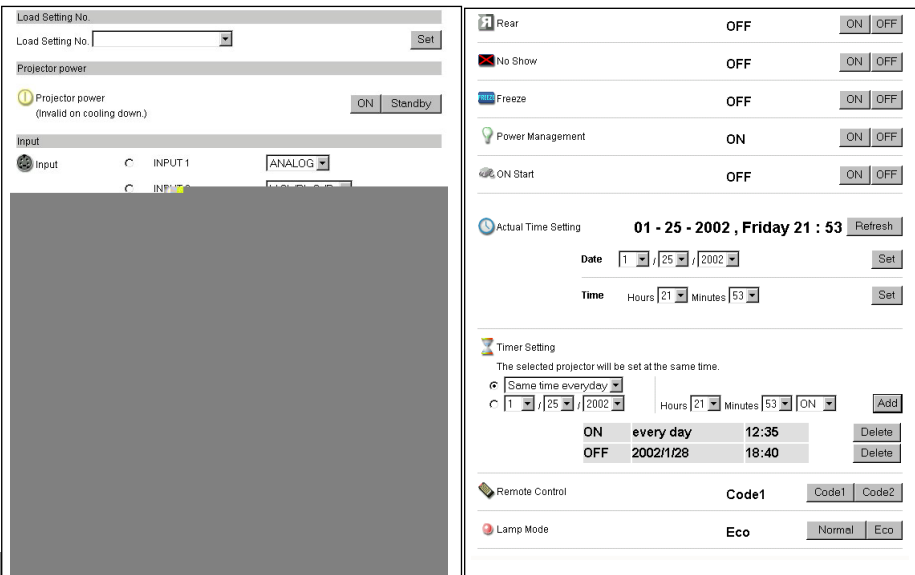 Load Setting No.
Load Setting No. Set
Projector power
Projector power ON Standby
(Invalid on cooling down.)
Input
Input INPUT 1 ANALOG
Rear OFF ON OFF
No Show OFF ON OFF
FREEZE Freeze OFF ON OFF
Power Management ON ON OFF
ON Start OFF ON OFF
Actual Time Setting 01 - 25 - 2002 , Friday 21 : 53 Refresh
Date 1 / 25 / 2002 Set
Time Hours 21 Minutes 53 Set
Timer Setting
The selected projector will be set at the same time.
Same time everyday
1 / 25 / 2002 Hours 21 Minutes 53 ON Add
ON every day 12:35 Delete
OFF 2002/1/28 18:40 Delete
Remote Control Code1 Code1 Code2
Lamp Mode Eco Normal Eco